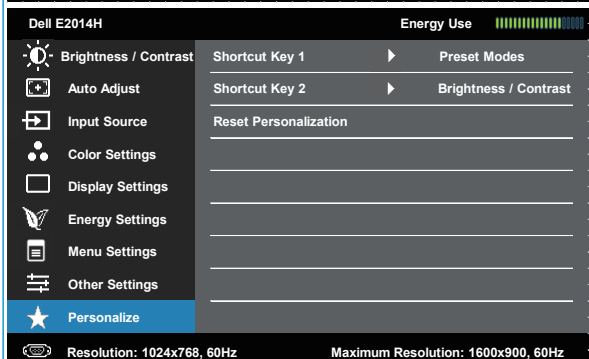 Dell E2014H Energy Use
Brightness / Contrast Shortcut Key 1 Preset Modes
Auto Adjust Shortcut Key 2 Brightness / Contrast
Input Source Reset Personalization
Color Settings
Display Settings
Energy Settings
Menu Settings
Other Settings
Personalize
Resolution: 1024x768, 60Hz Maximum Resolution: 1600x900, 60Hz